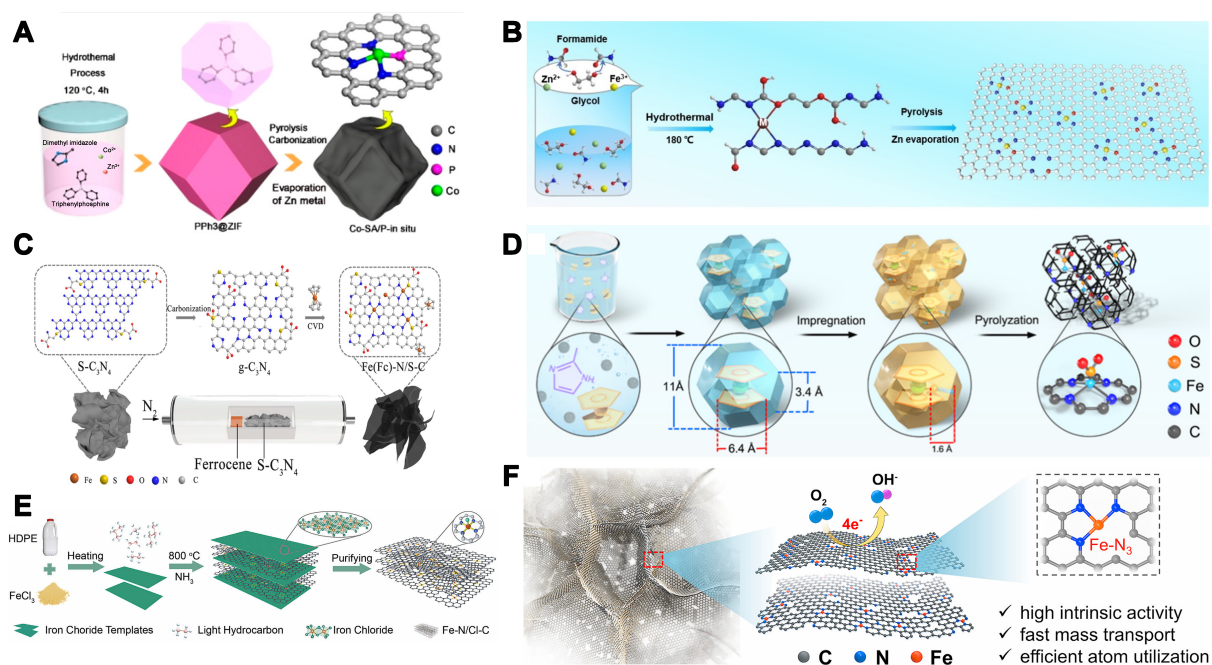 A
Hydrothermal
Process
120 °C, 4h
Dimethyl imidazole
Co²⁺
Zn²⁺
Triphenylphosphine
PPh3@ZIF
Pyrolysis
Carbonization
Evaporation
of Zn metal
Co-SA/P-in situ
C
N
P
Co
B
Formamide
Zn²⁺
Fe³⁺
Glycol
Hydrothermal
180 ℃
Pyrolysis
Zn evaporation
C
S-C₃N₄
Carbonization
g-C₃N₄
CVD
Fe(Fc)-N/S-C
N₂
Ferrocene
S-C₃N₄
Fe
S
O
N
C
D
N
NH
11Å
6.4 Å
3.4 Å
Impregnation
1.6 Å
Pyrolyzation
O
S
Fe
N
C
E
HDPE
FeCl₃
Heating
800 ℃
NH₃
Purifying
Iron Choride Templates
Light Hydrocarbon
Iron Chloride
Fe-N/Cl-C
F
O₂
4e⁻
OH⁻
Fe-N₃
C
N
Fe
✓ high intrinsic activity
✓ fast mass transport
✓ efficient atom utilization